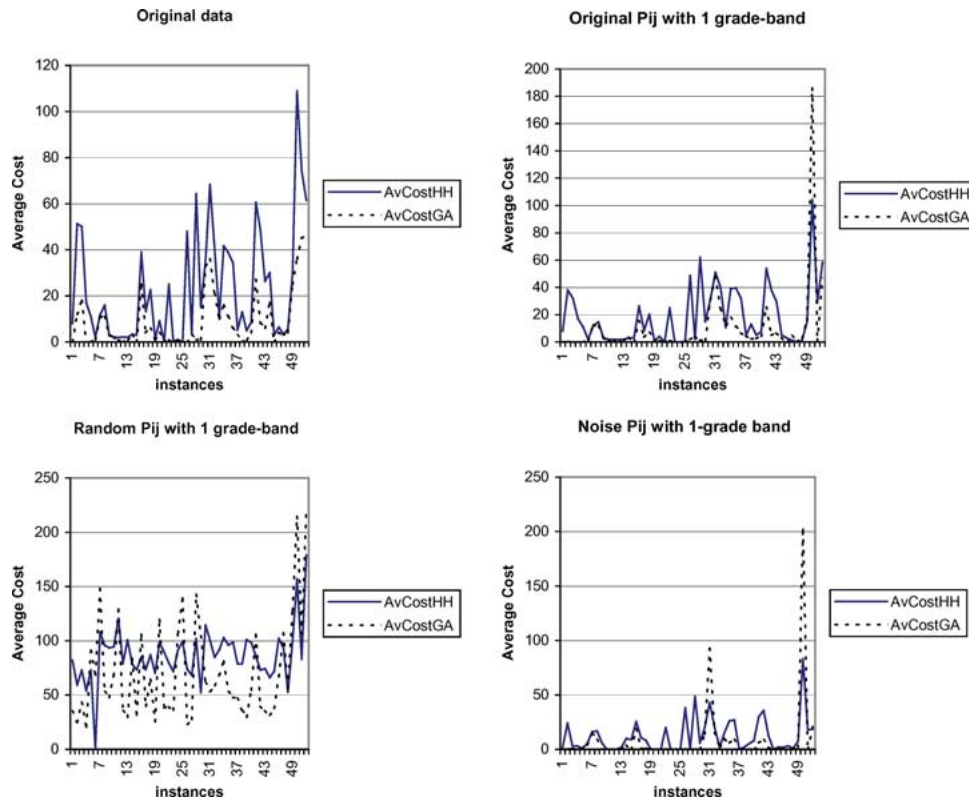 Original data
120
100
80
60
40
20
0
Average Cost
1 7 13 19 25 31 37 43 49
instances
AvCostHH
AvCostGA
Original Pij with 1 grade-band
200
180
160
140
120
100
80
60
40
20
0
Average Cost
1 7 13 19 25 31 37 43 49
instances
AvCostHH
AvCostGA
Random Pij with 1 grade-band
250
200
150
100
50
0
Average Cost
1 7 13 19 25 31 37 43 49
instances
AvCostHH
AvCostGA
Noise Pij with 1-grade band
250
200
150
100
50
0
Average Cost
1 7 13 19 25 31 37 43 49
instances
AvCostHH
AvCostGA